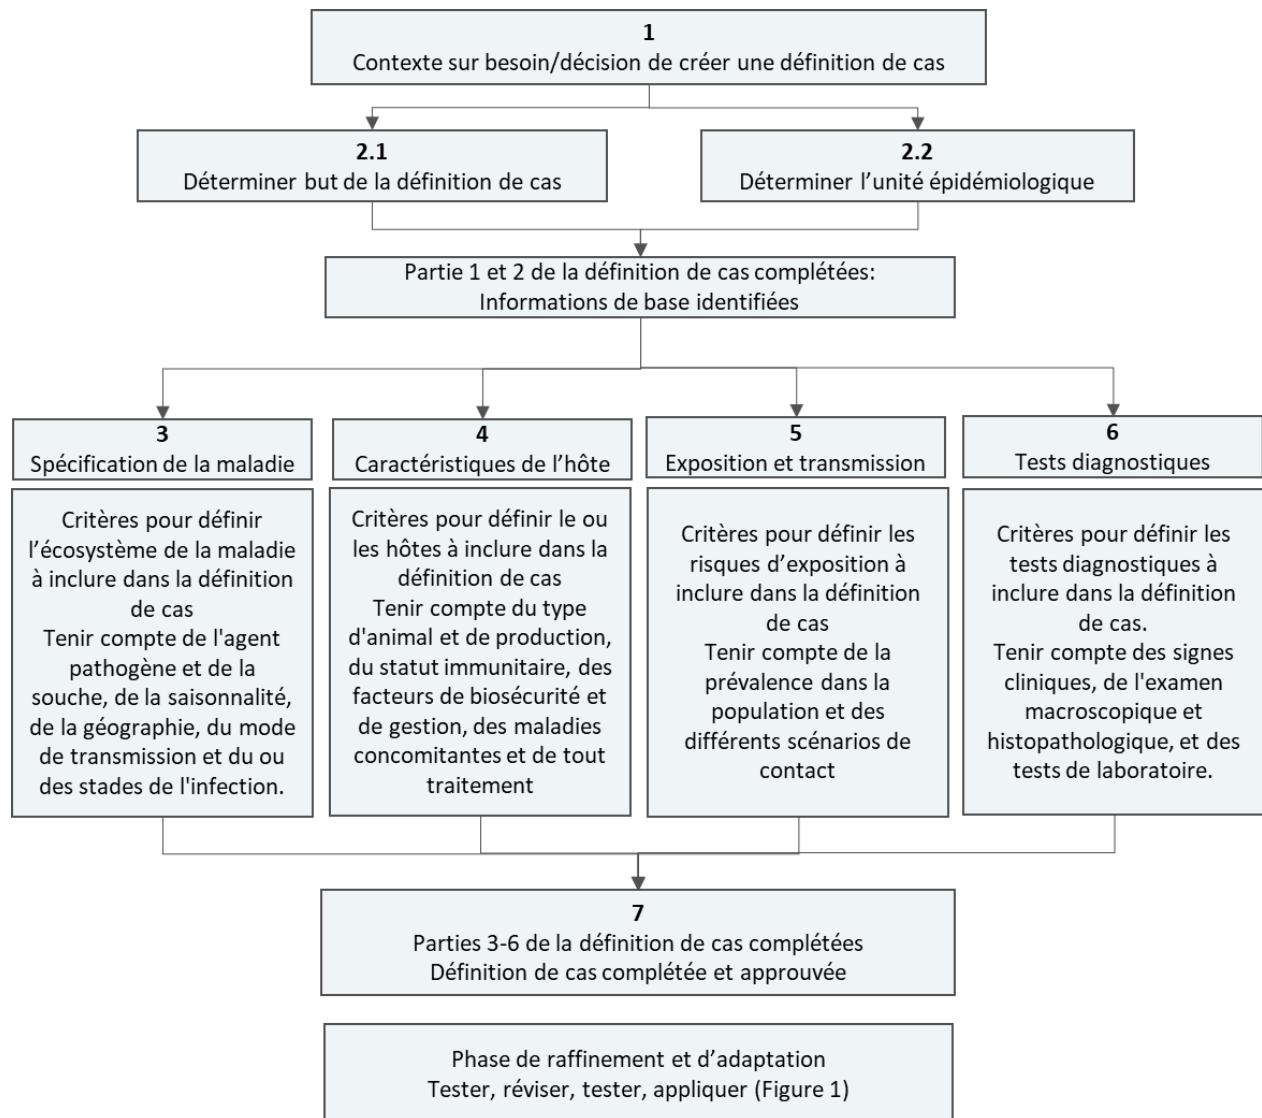 1
Contexte sur besoin/décision de créer une définition de cas
2.1
Déterminer but de la définition de cas
2.2
Déterminer l’unité épidémiologique
Partie 1 et 2 de la définition de cas complétées:
Informations de base identifiées
3
Spécification de la maladie
4
Caractéristiques de l’hôte
5
Exposition et transmission
6
Tests diagnostiques
Critères pour définir
l’écosystème de la maladie
à inclure dans la définition
de cas
Tenir compte de l'agent
pathogène et de la
souche, de la saisonnalité,
de la géographie, du mode
de transmission et du ou
des stades de l'infection.
Critères pour définir le ou
les hôtes à inclure dans la
définition de cas
Tenir compte du type
d'animal et de production,
du statut immunitaire, des
facteurs de biosécurité et
de gestion, des maladies
concomitantes et de tout
traitement
Critères pour définir les
risques d’exposition à
inclure dans la définition
de cas
Tenir compte de la
prévalence dans la
population et des
différents scénarios de
contact
Critères pour définir les
tests diagnostiques à
inclure dans la définition
de cas.
Tenir compte des signes
cliniques, de l'examen
macroscopique et
histopathologique, et des
tests de laboratoire.
7
Parties 3-6 de la définition de cas complétées
Définition de cas complétée et approuvée
Phase de raffinement et d’adaptation
Tester, réviser, tester, appliquer (Figure 1)